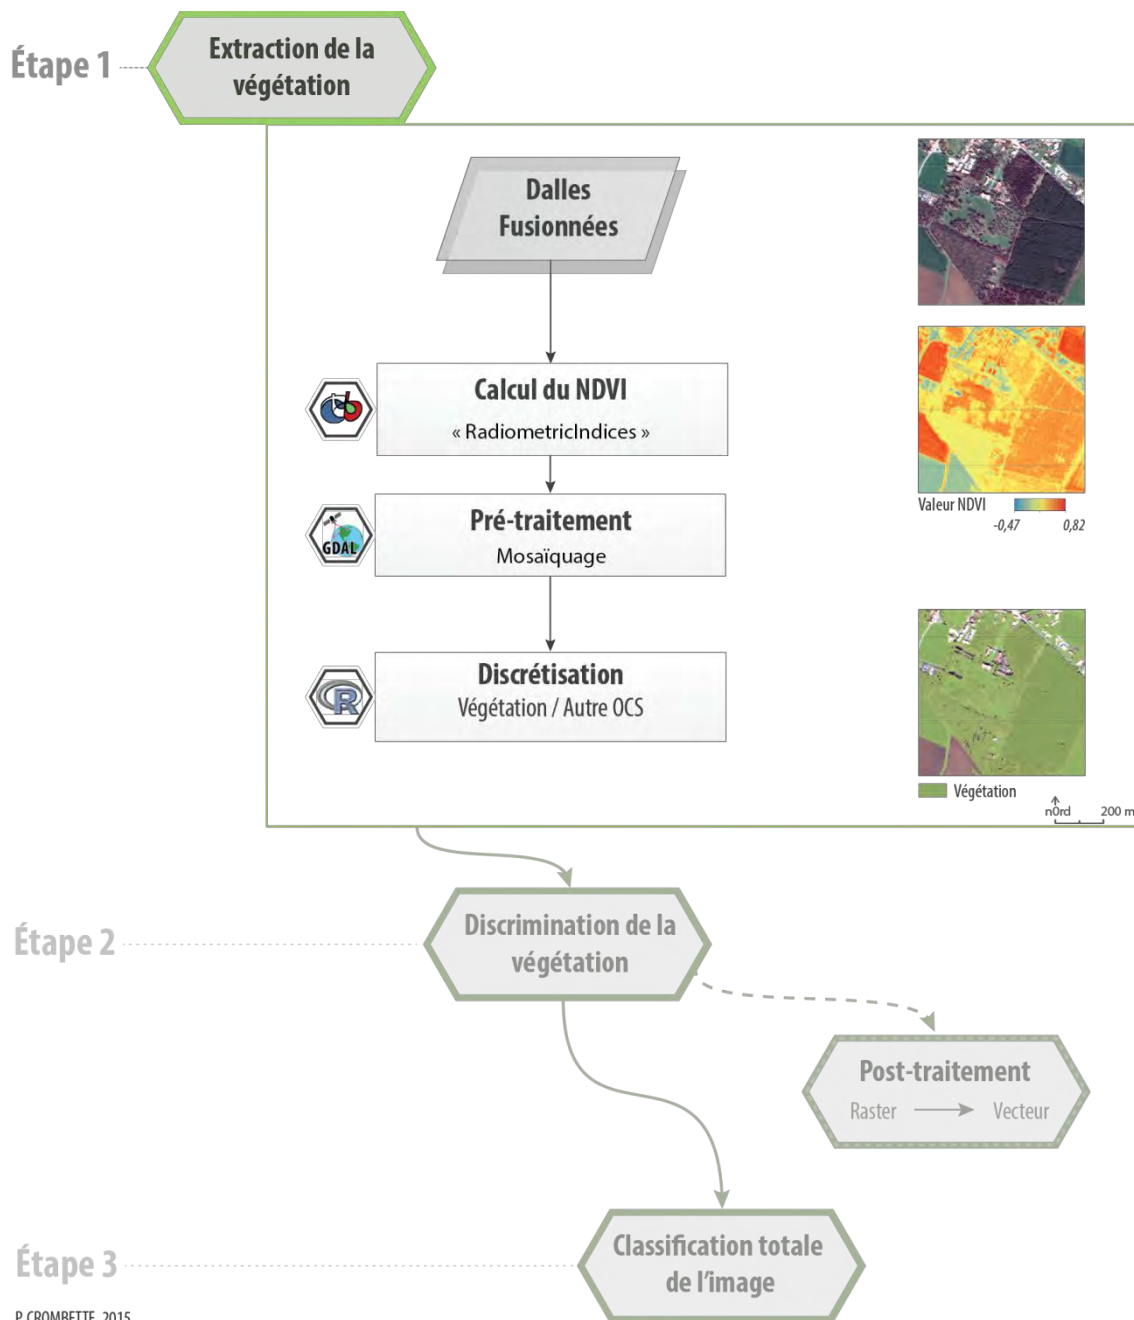 Étape 1
Extraction de la
végétation
Dalles
Fusionnées
Calcul du NDVI
« RadiometricIndices »
Valeur NDVI
-0,47
0,82
GDAL
Pré-traitement
Mosaïquage
R
Discrétisation
Végétation / Autre OCS
Végétation
n0rd
200 m
Étape 2
Discrimination de la
végétation
Post-traitement
Raster
Vecteur
Étape 3
Classification totale
de l'image
P. CROMBETTE, 2015